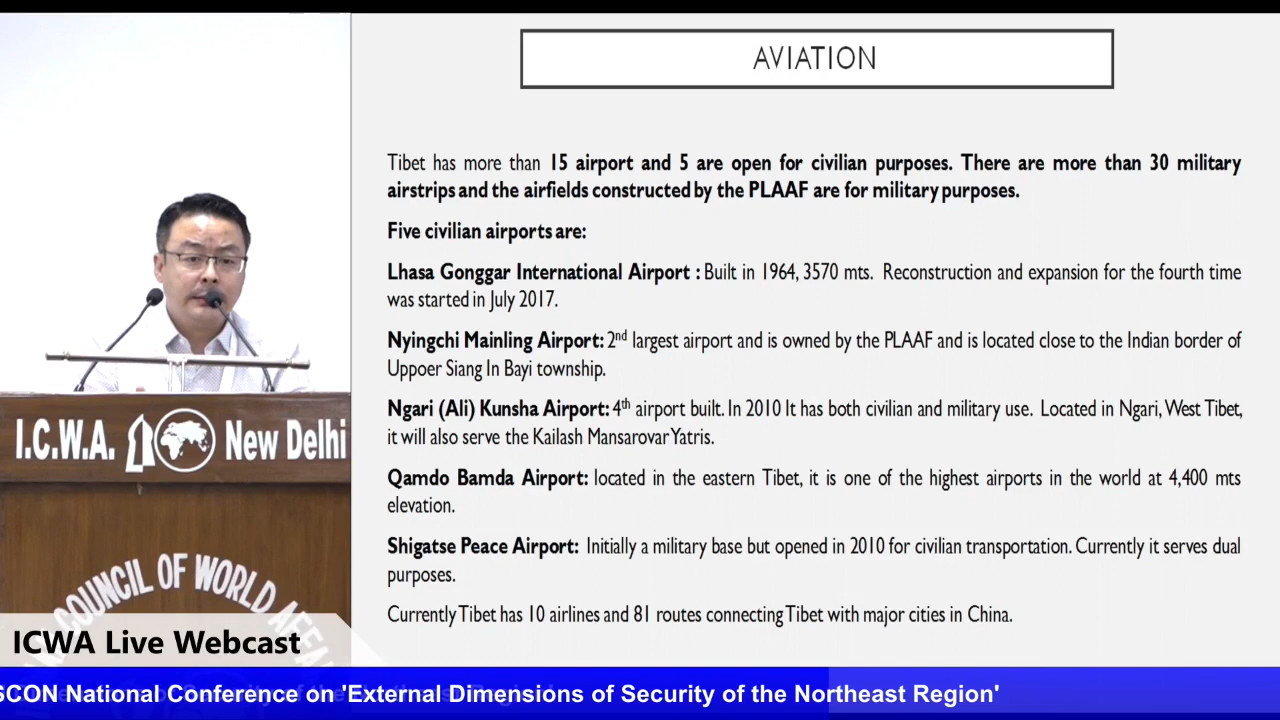 AVIATION
Tibet has more than 15 airport and 5 are open for civilian purposes. There are more than 30 military
airstrips and the airfields constructed by the PLAAF are for military purposes.
Five civilian airports are:
Lhasa Gonggar International Airport : Built in 1964, 3570 mts. Reconstruction and expansion for the fourth time
was started in July 2017.
Nyingchi Mainling Airport: 2nd largest airport and is owned by the PLAAF and is located close to the Indian border of
Uppoer Siang In Bayi township.
Ngari (Ali) Kunsha Airport: 4th airport built. In 2010 It has both civilian and military use. Located in Ngari, West Tibet,
it will also serve the Kailash Mansarovar Yatris.
Qamdo Bamda Airport: located in the eastern Tibet, it is one of the highest airports in the world at 4,400 mts
elevation.
Shigatse Peace Airport: Initially a military base but opened in 2010 for civilian transportation. Currently it serves dual
purposes.
Currently Tibet has 10 airlines and 81 routes connecting Tibet with major cities in China.
I.C.W.A. New Delhi
COUNCIL OF WORLD
ICWA Live Webcast
SCON National Conference on 'External Dimensions of Security of the Northeast Region'